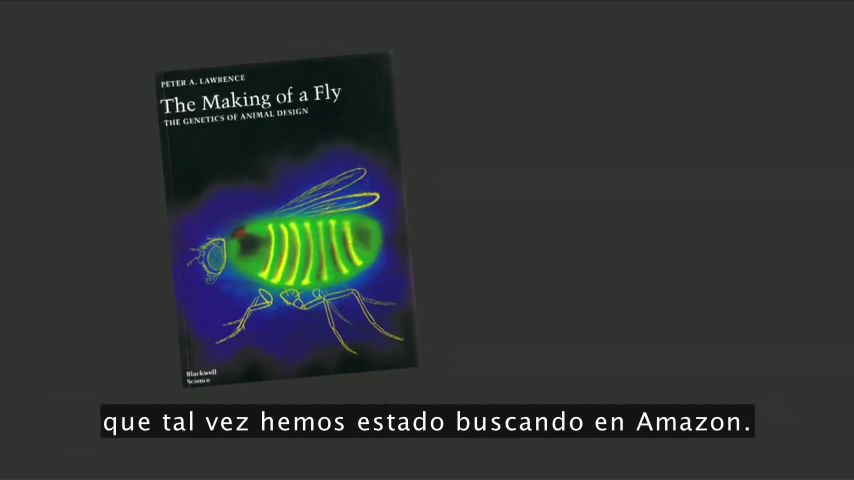 PETER A. LAWRENCE
The Making of a Fly
THE GENETICS OF ANIMAL DESIGN
Blackwell
Science
que tal vez hemos estado buscando en Amazon.